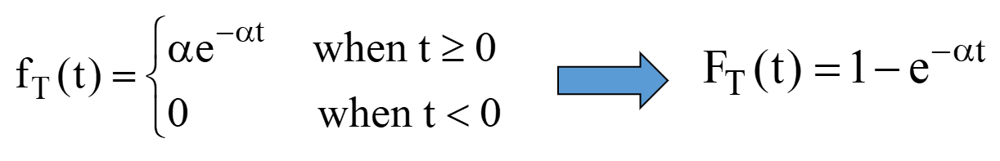 f_T(t) = { αe^{−αt} when t ≥ 0
0 when t < 0
F_T(t) = 1 − e^{−αt}